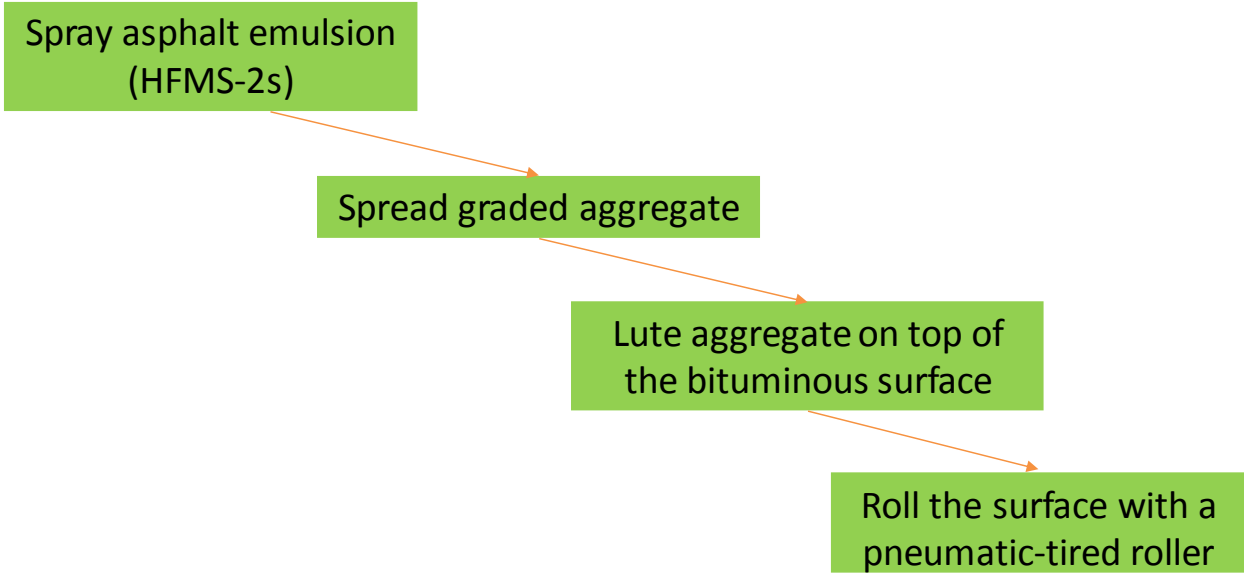 Spray asphalt emulsion
(HFMS-2s)
Spread graded aggregate
Lute aggregate on top of
the bituminous surface
Roll the surface with a
pneumatic-tired roller